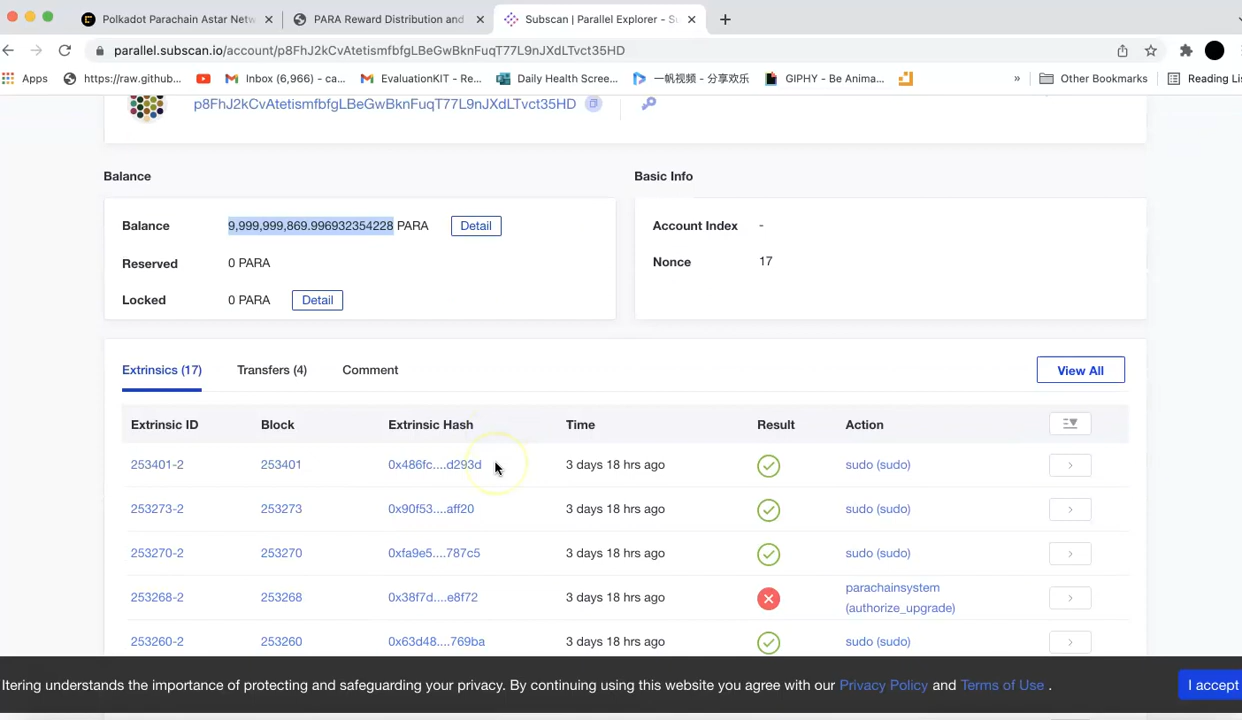 Polkadot Parachain Astar Netw
PARA Reward Distribution and
Subscan | Parallel Explorer - Su
parallel.subscan.io/account/p8FhJ2kCvAtetismfbfgLBeGwBknFuqT77L9nJXdLTvct35HD
Apps
https://raw.github...
Inbox (6,966) - ca...
EvaluationKIT - Re...
Daily Health Scree...
一帆视频 - 分享欢乐
GIPHY - Be Anima...
»
Other Bookmarks
Reading Lis
p8FhJ2kCvAtetismfbfgLBeGwBknFuqT77L9nJXdLTvct35HD
Balance
Basic Info
Balance 9,999,999,869.996932354228 PARA Detail
Account Index -
Reserved 0 PARA
Nonce 17
Locked 0 PARA Detail
Extrinsics (17) Transfers (4) Comment View All
Extrinsic ID Block Extrinsic Hash Time Result Action
253401-2 253401 0x486fc....d293d 3 days 18 hrs ago sudo (sudo)
253273-2 253273 0x90f53....aff20 3 days 18 hrs ago sudo (sudo)
253270-2 253270 0xfa9e5....787c5 3 days 18 hrs ago sudo (sudo)
253268-2 253268 0x38f7d....e8f72 3 days 18 hrs ago parachainsystem
(authorize_upgrade)
253260-2 253260 0x63d48....769ba 3 days 18 hrs ago sudo (sudo)
Itering understands the importance of protecting and safeguarding your privacy. By continuing using this website you agree with our Privacy Policy and Terms of Use . I accept